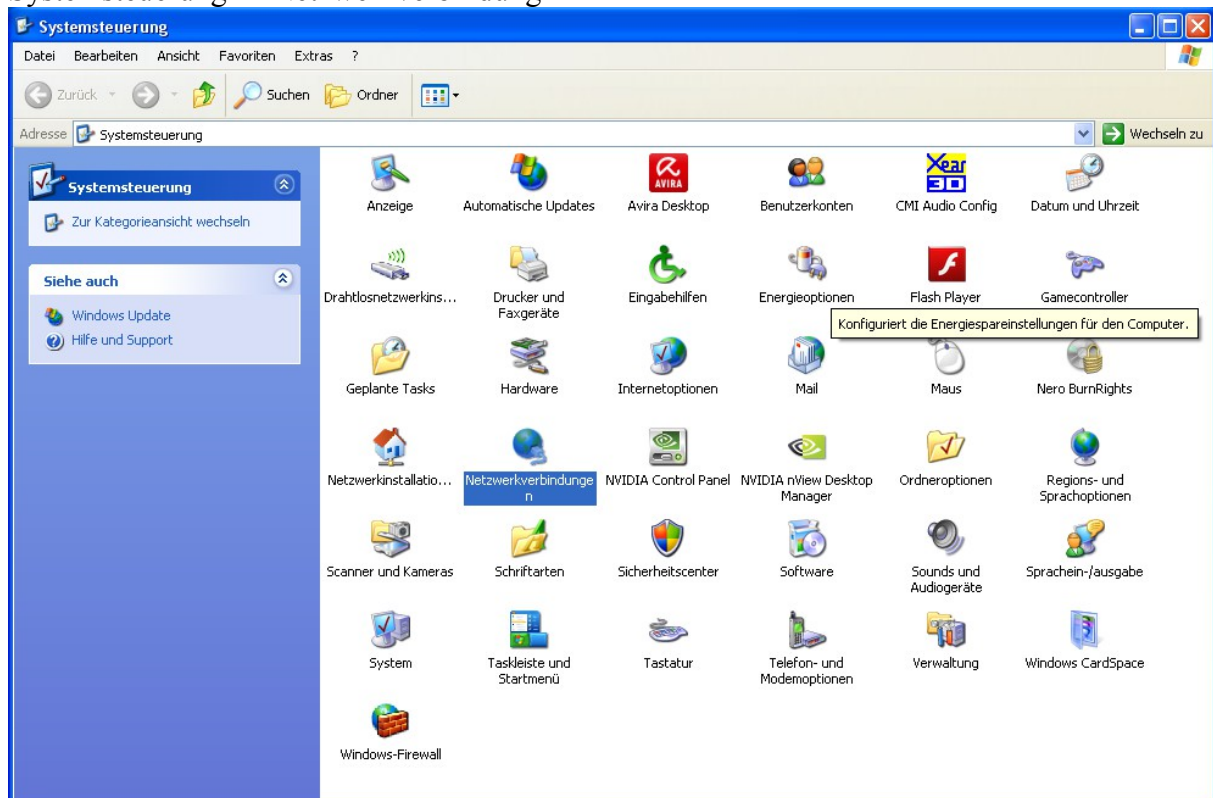 Systemsteuerung
Datei Bearbeiten Ansicht Favoriten Extras ?
Zurück Suchen Ordner
Adresse Systemsteuerung Wechseln zu
Systemsteuerung
Zur Kategorieansicht wechseln
Siehe auch
Windows Update
Hilfe und Support
Anzeige
Automatische Updates
AVIRA
Avira Desktop
Benutzerkonten
Xear
3D
CMI Audio Config
Datum und Uhrzeit
Drahtlosnetzwerkins...
Drucker und
Faxgeräte
Eingabehilfen
Energieoptionen
Flash Player
Gamecontroller
Konfiguriert die Energiespareinstellungen für den Computer.
Geplante Tasks
Hardware
Internetoptionen
Mail
Maus
Nero BurnRights
Netzwerkinstallatio...
Netzwerkverbindunge
n
NVIDIA Control Panel
NVIDIA nView Desktop
Manager
Ordneroptionen
Regions- und
Sprachoptionen
Scanner und Kameras
Schriftarten
Sicherheitscenter
Software
Sounds und
Audiogeräte
Sprachein-/ausgabe
System
Taskleiste und
Startmenü
Tastatur
Telefon- und
Modemoptionen
Verwaltung
Windows CardSpace
Windows-Firewall